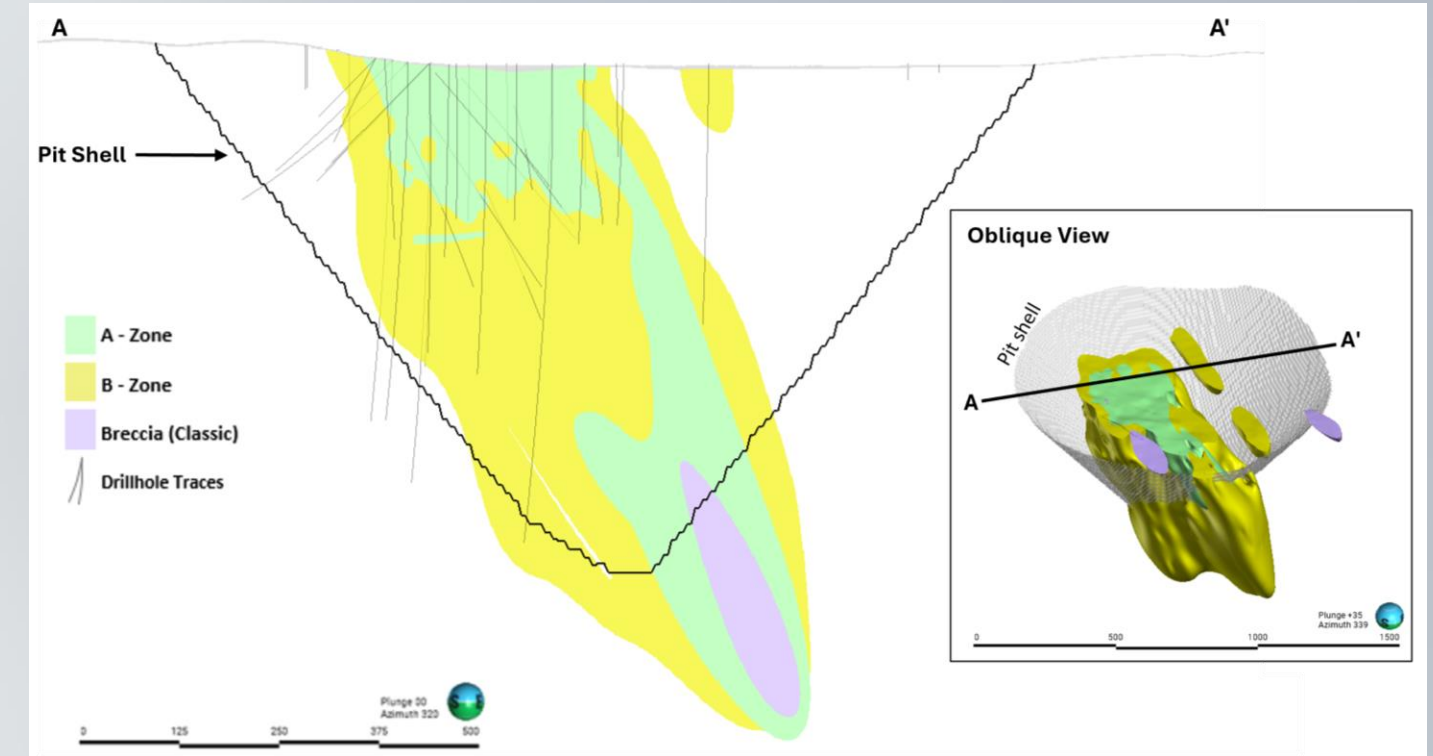 A
A'
Pit Shell
A - Zone
B - Zone
Breccia (Classic)
Drillhole Traces
Plunge 00
Azimuth 320
S E
0 125 250 375 500
Oblique View
Pit shell
A
A'
Plunge +35
Azimuth 339
0 500 1000 1500